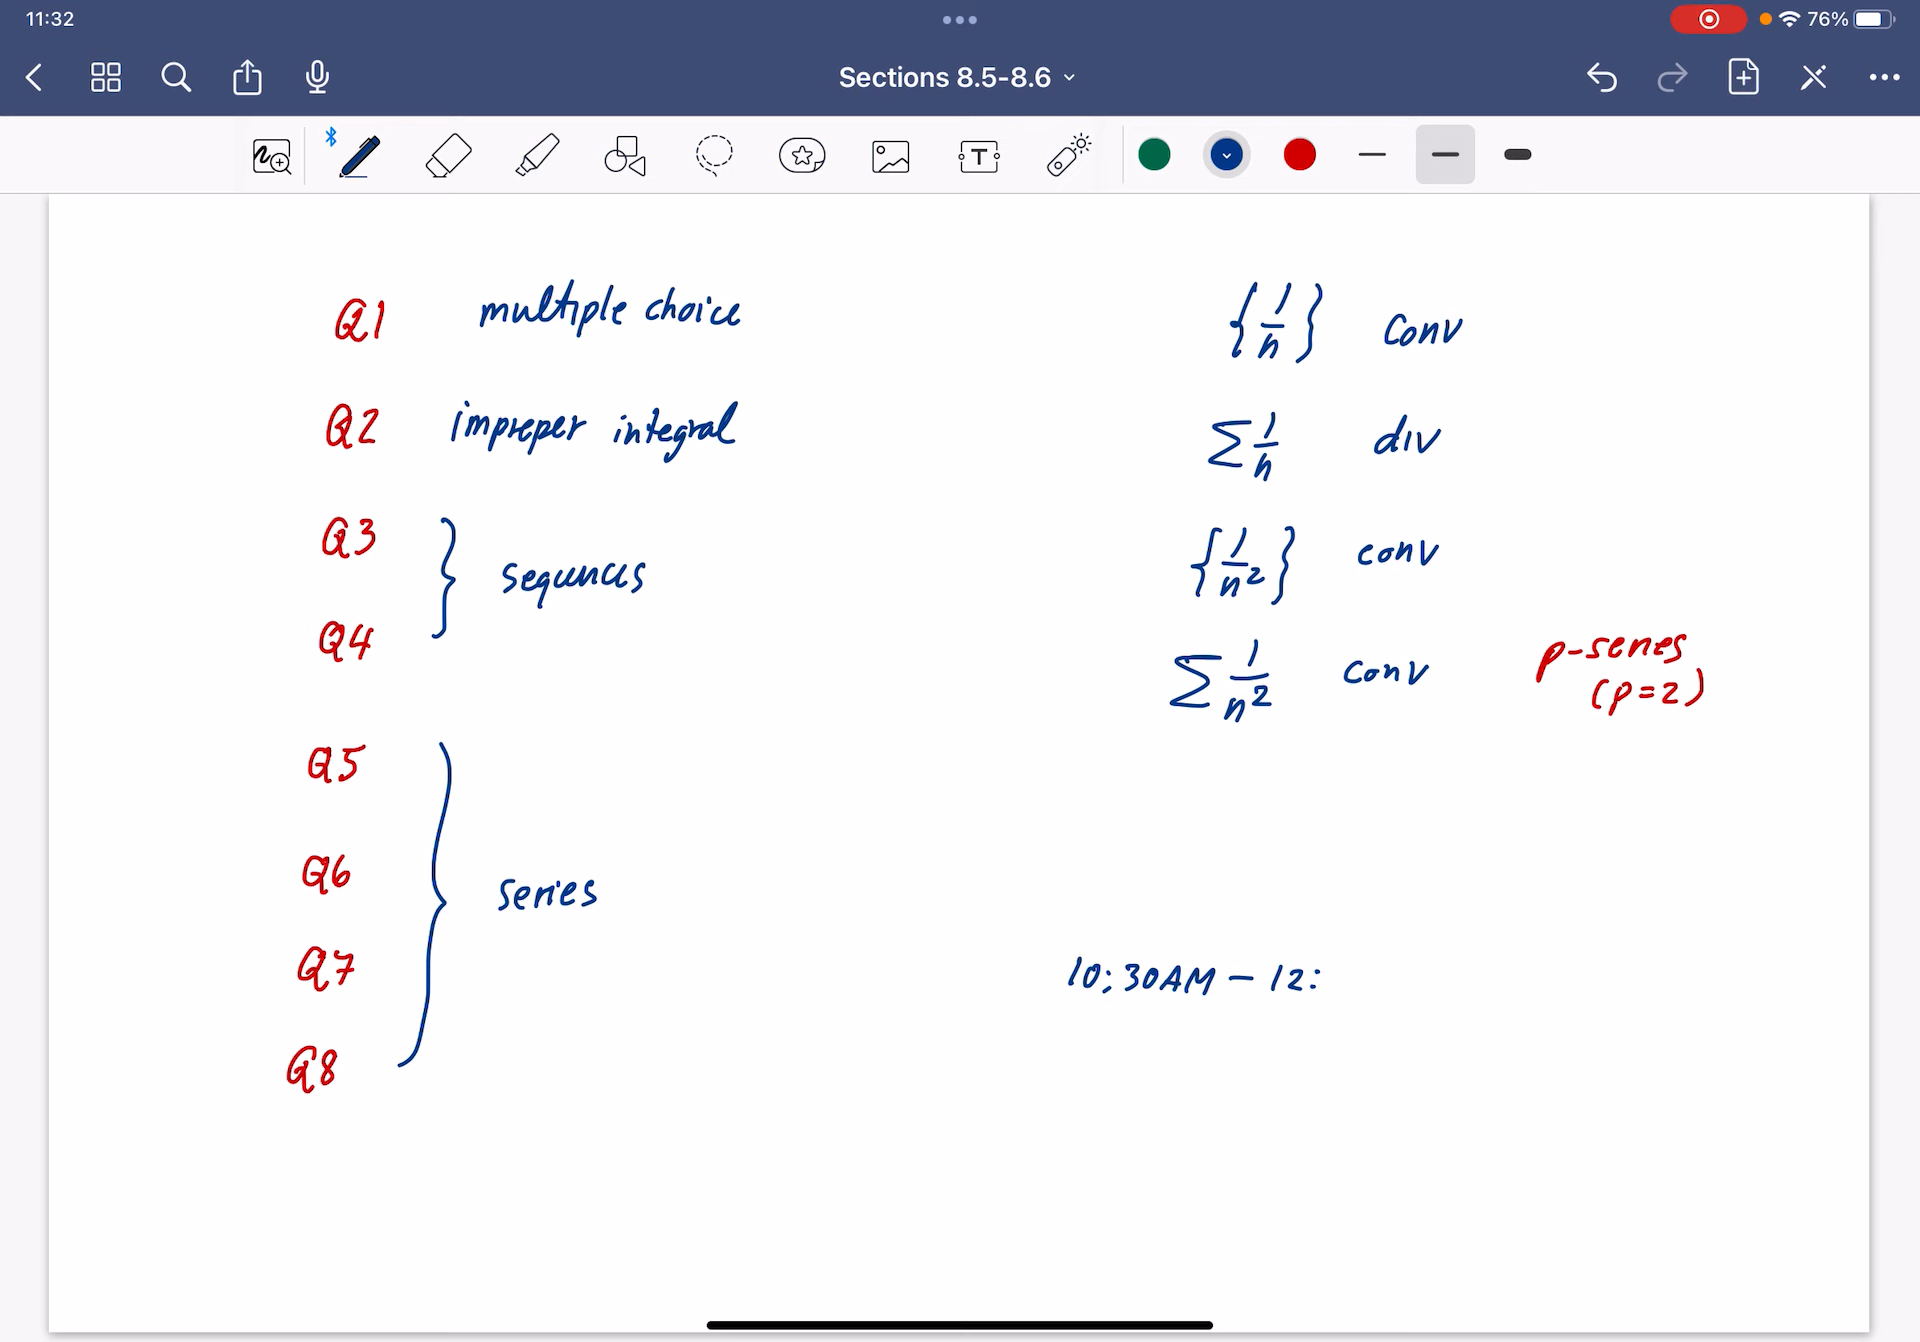 11:32
76%
Sections 8.5-8.6
T
Q1 multiple choice
Q2 improper integral
Q3
sequences
Q4
Q5
Q6
series
Q7
Q8
{1/n} Conv
∑ 1/n div
{1/n²} conv
∑ 1/n² conv
p-series
(p=2)
10:30AM – 12: